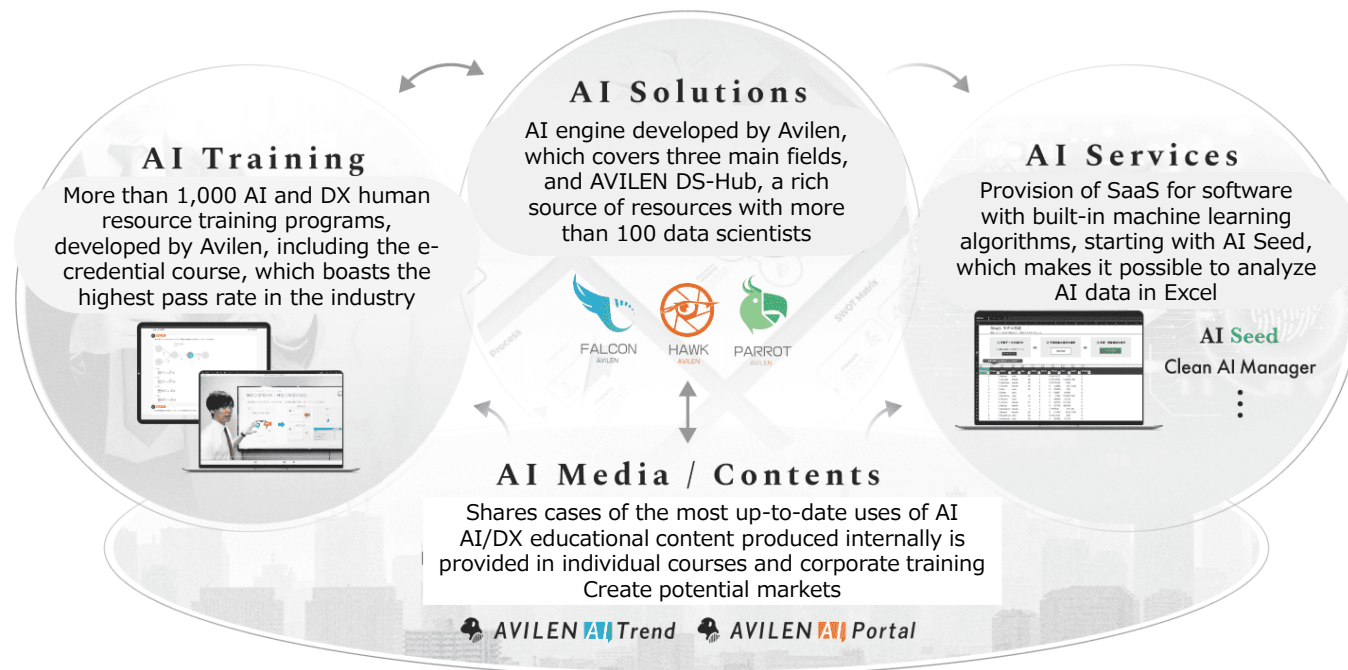 AI Solutions
AI engine developed by Avilen,
which covers three main fields,
and AVILEN DS-Hub, a rich
source of resources with more
than 100 data scientists
FALCON
AVILEN
HAWK
AVILEN
PARROT
AVILEN
Process
SWOT Matrix
AI Training
More than 1,000 AI and DX human
resource training programs,
developed by Avilen, including the e-
credential course, which boasts the
highest pass rate in the industry
AI Services
Provision of SaaS for software
with built-in machine learning
algorithms, starting with AI Seed,
which makes it possible to analyze
AI data in Excel
AI Seed
Clean AI Manager
AI Media / Contents
Shares cases of the most up-to-date uses of AI
AI/DX educational content produced internally is
provided in individual courses and corporate training
Create potential markets
AVILEN AI Trend
AVILEN AI Portal